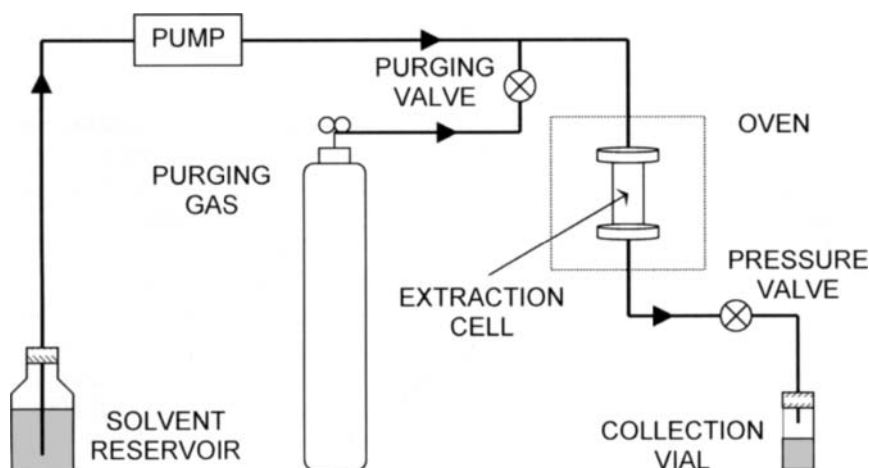 PUMP
PURGING
VALVE
OVEN
PURGING
GAS
EXTRACTION
CELL
PRESSURE
VALVE
SOLVENT
RESERVOIR
COLLECTION
VIAL